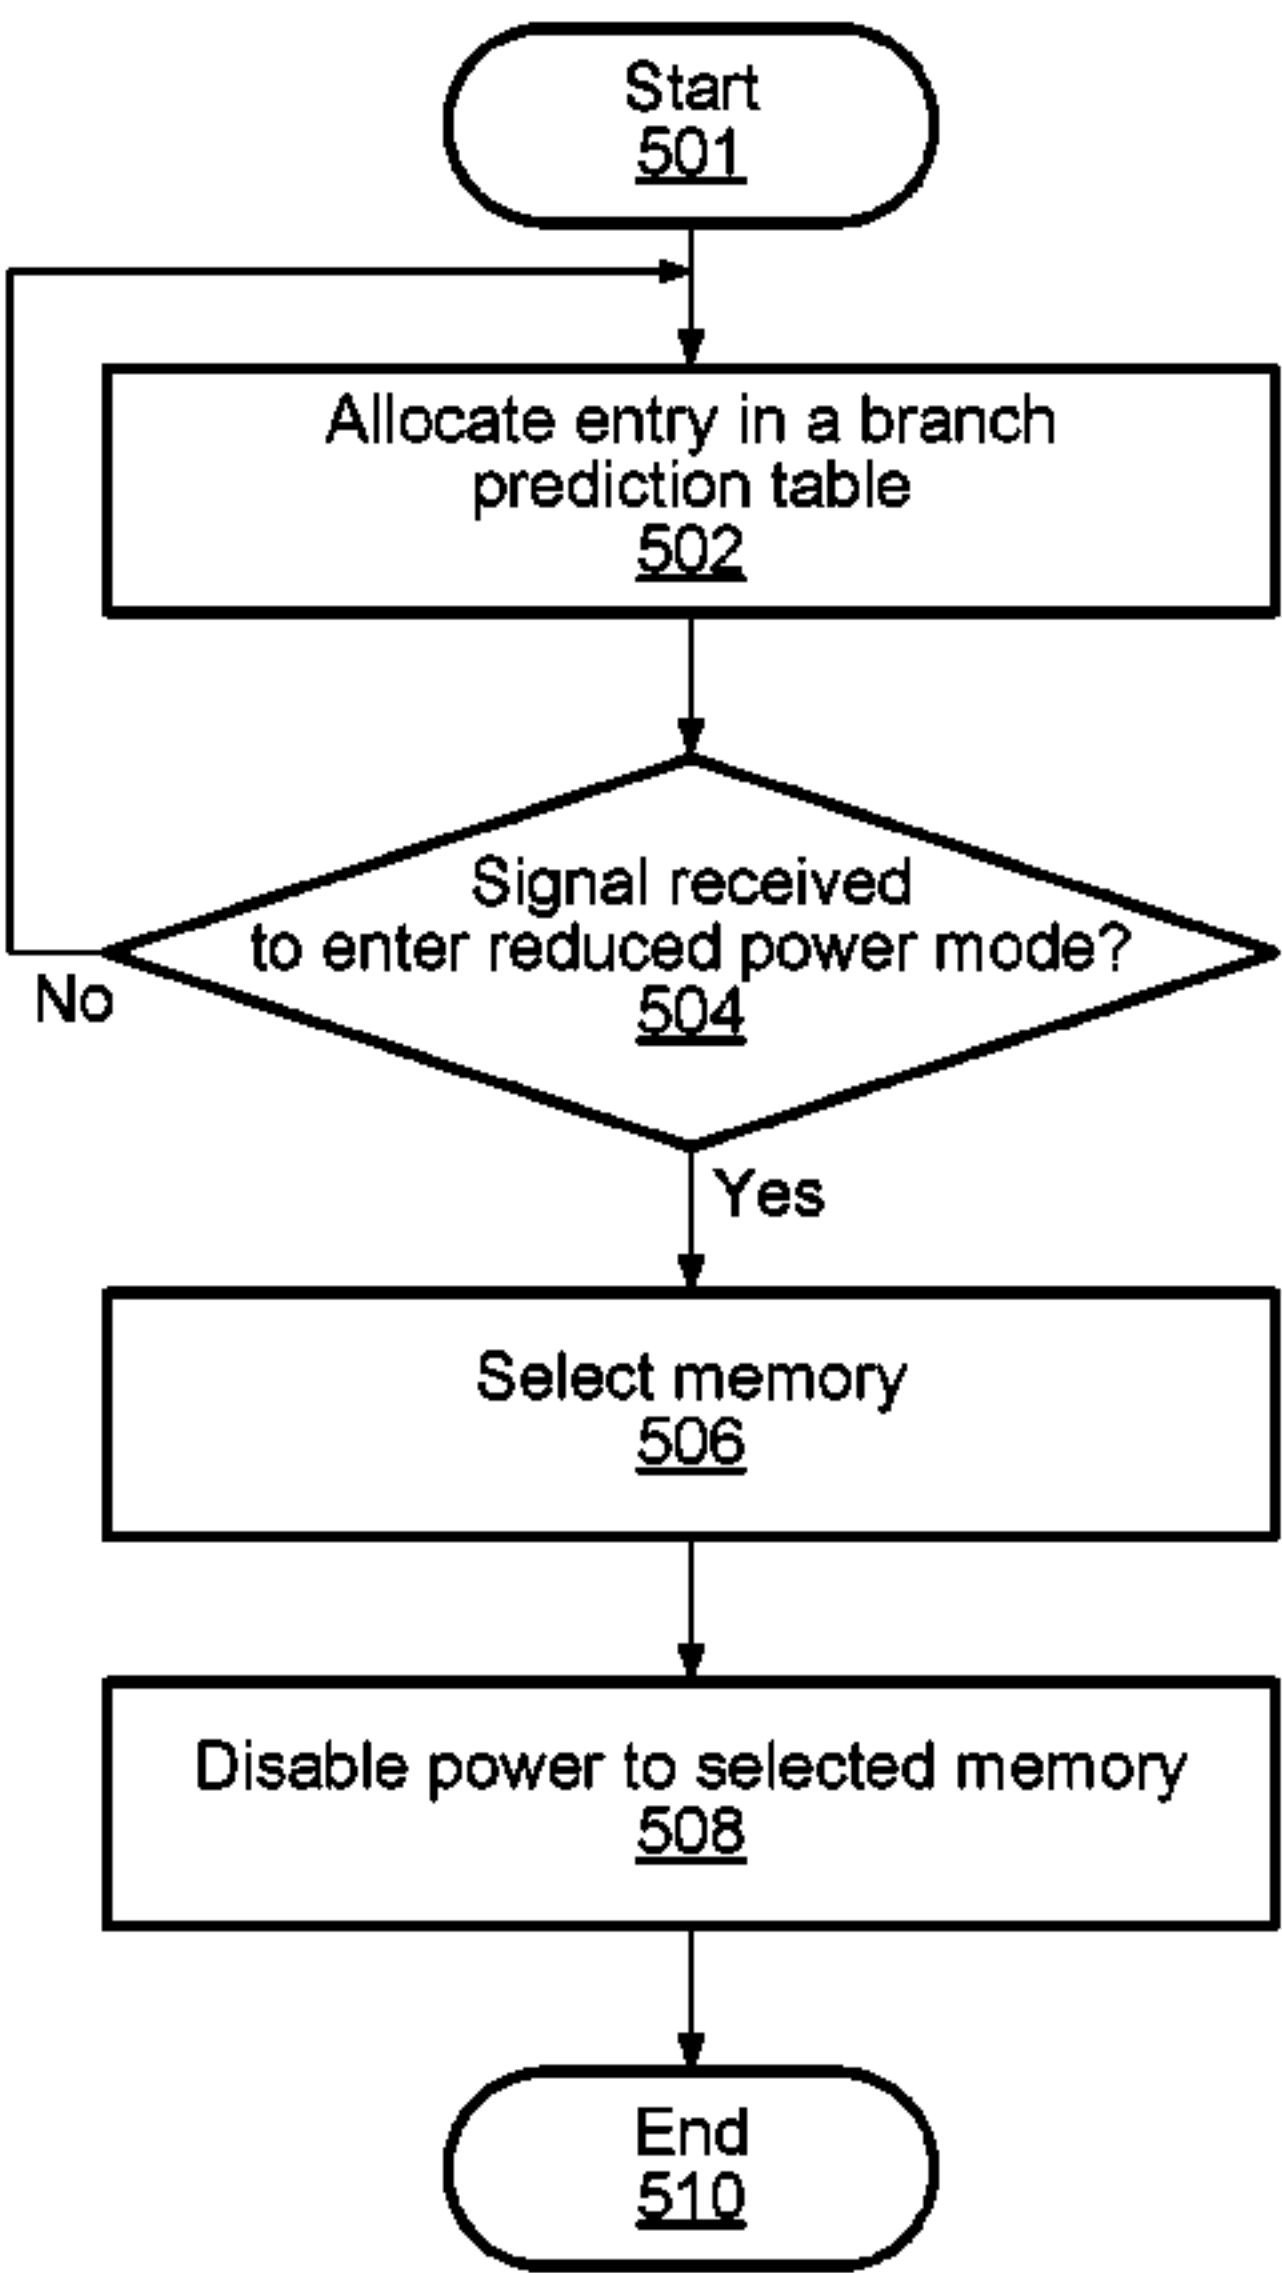 Start
501
Allocate entry in a branch
prediction table
502
Signal received
to enter reduced power mode?
504
No
Yes
Select memory
506
Disable power to selected memory
508
End
510